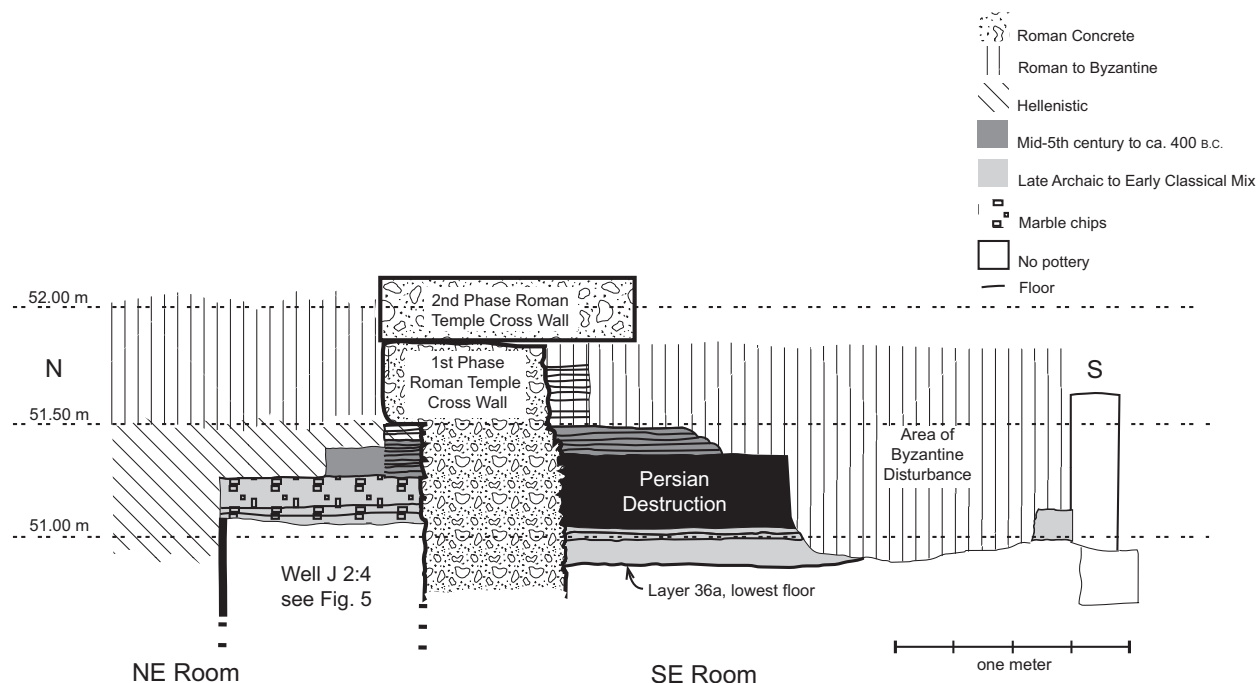 Roman Concrete
Roman to Byzantine
Hellenistic
Mid-5th century to ca. 400 B.C.
Late Archaic to Early Classical Mix
Marble chips
No pottery
Floor
52.00 m
2nd Phase Roman
Temple Cross Wall
N
1st Phase
Roman Temple
Cross Wall
S
51.50 m
Area of
Byzantine
Disturbance
Persian
Destruction
51.00 m
Well J 2:4
see Fig. 5
Layer 36a, lowest floor
one meter
NE Room
SE Room